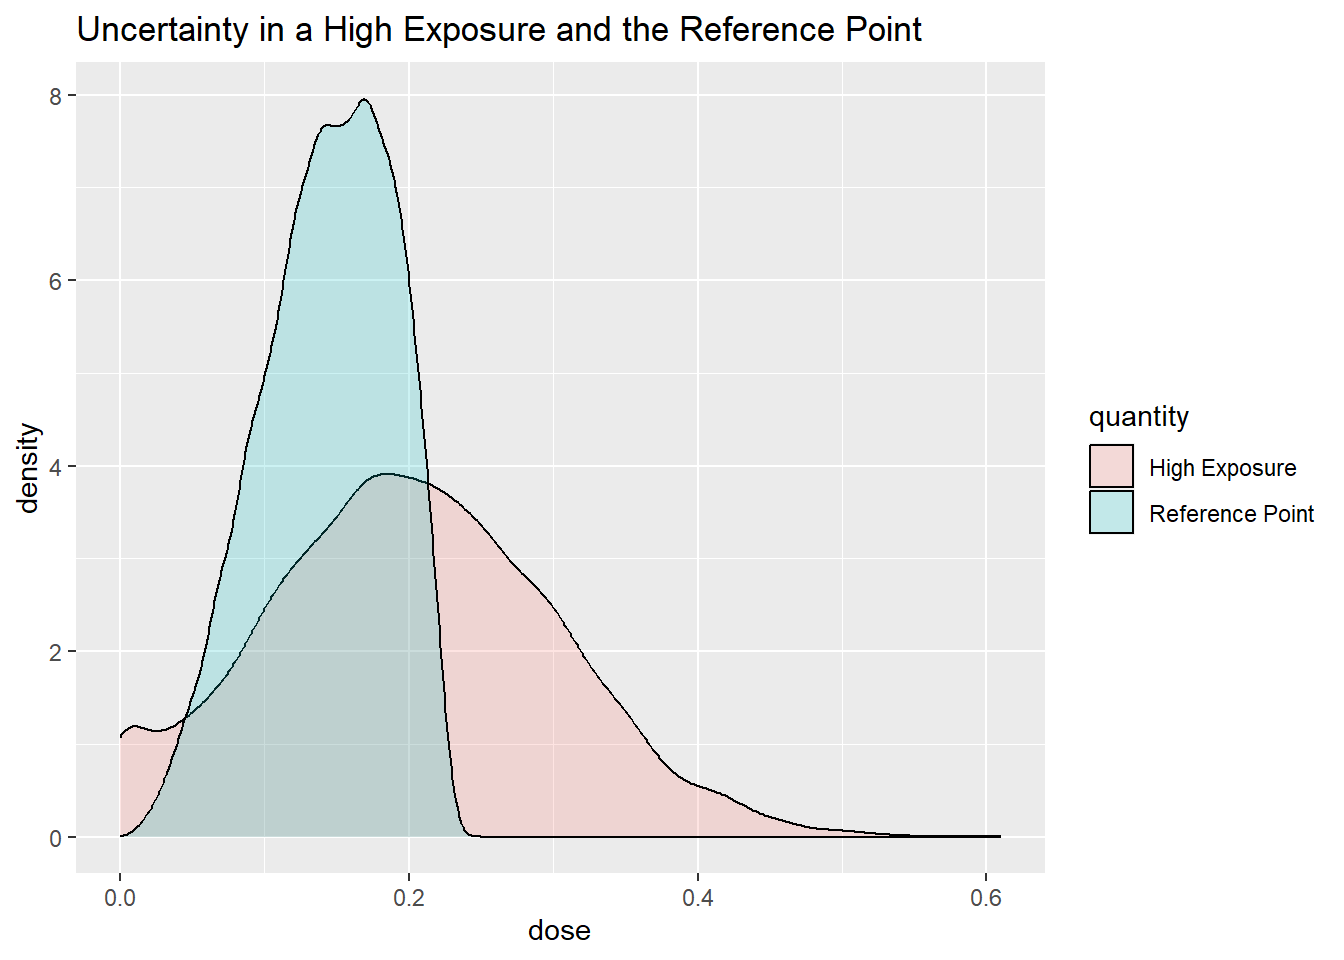 Uncertainty in a High Exposure and the Reference Point
density
8
6
4
2
0
0.0 0.2 0.4 0.6
dose
quantity
High Exposure
Reference Point